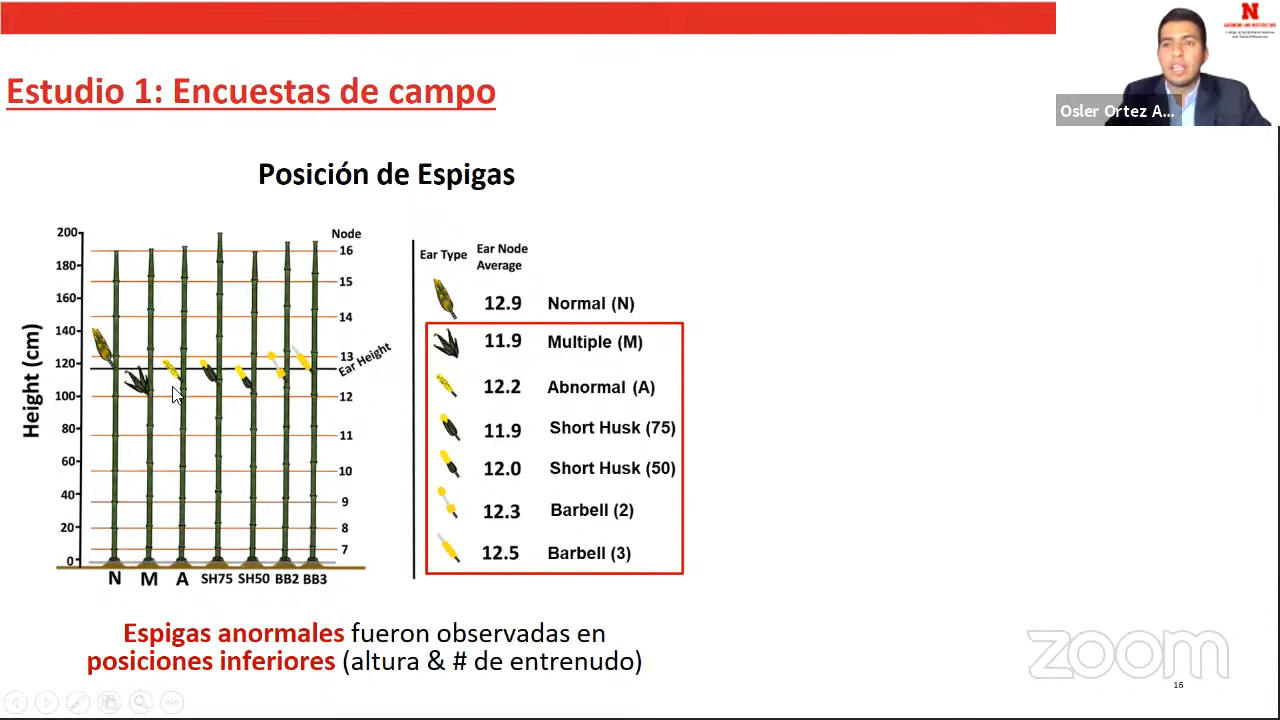 Estudio 1: Encuestas de campo
N
Osler Ortez A...
Posición de Espigas
Height (cm)
200
180
160
140
120
100
80
60
40
20
0
Node
16
15
14
13
Ear Height
12
11
10
9
8
7
N M A SH75 SH50 BB2 BB3
Ear Type Ear Node Average
12.9 Normal (N)
11.9 Multiple (M)
12.2 Abnormal (A)
11.9 Short Husk (75)
12.0 Short Husk (50)
12.3 Barbell (2)
12.5 Barbell (3)
Espigas anormales fueron observadas en
posiciones inferiores (altura & # de entrenudo)
zoom
16